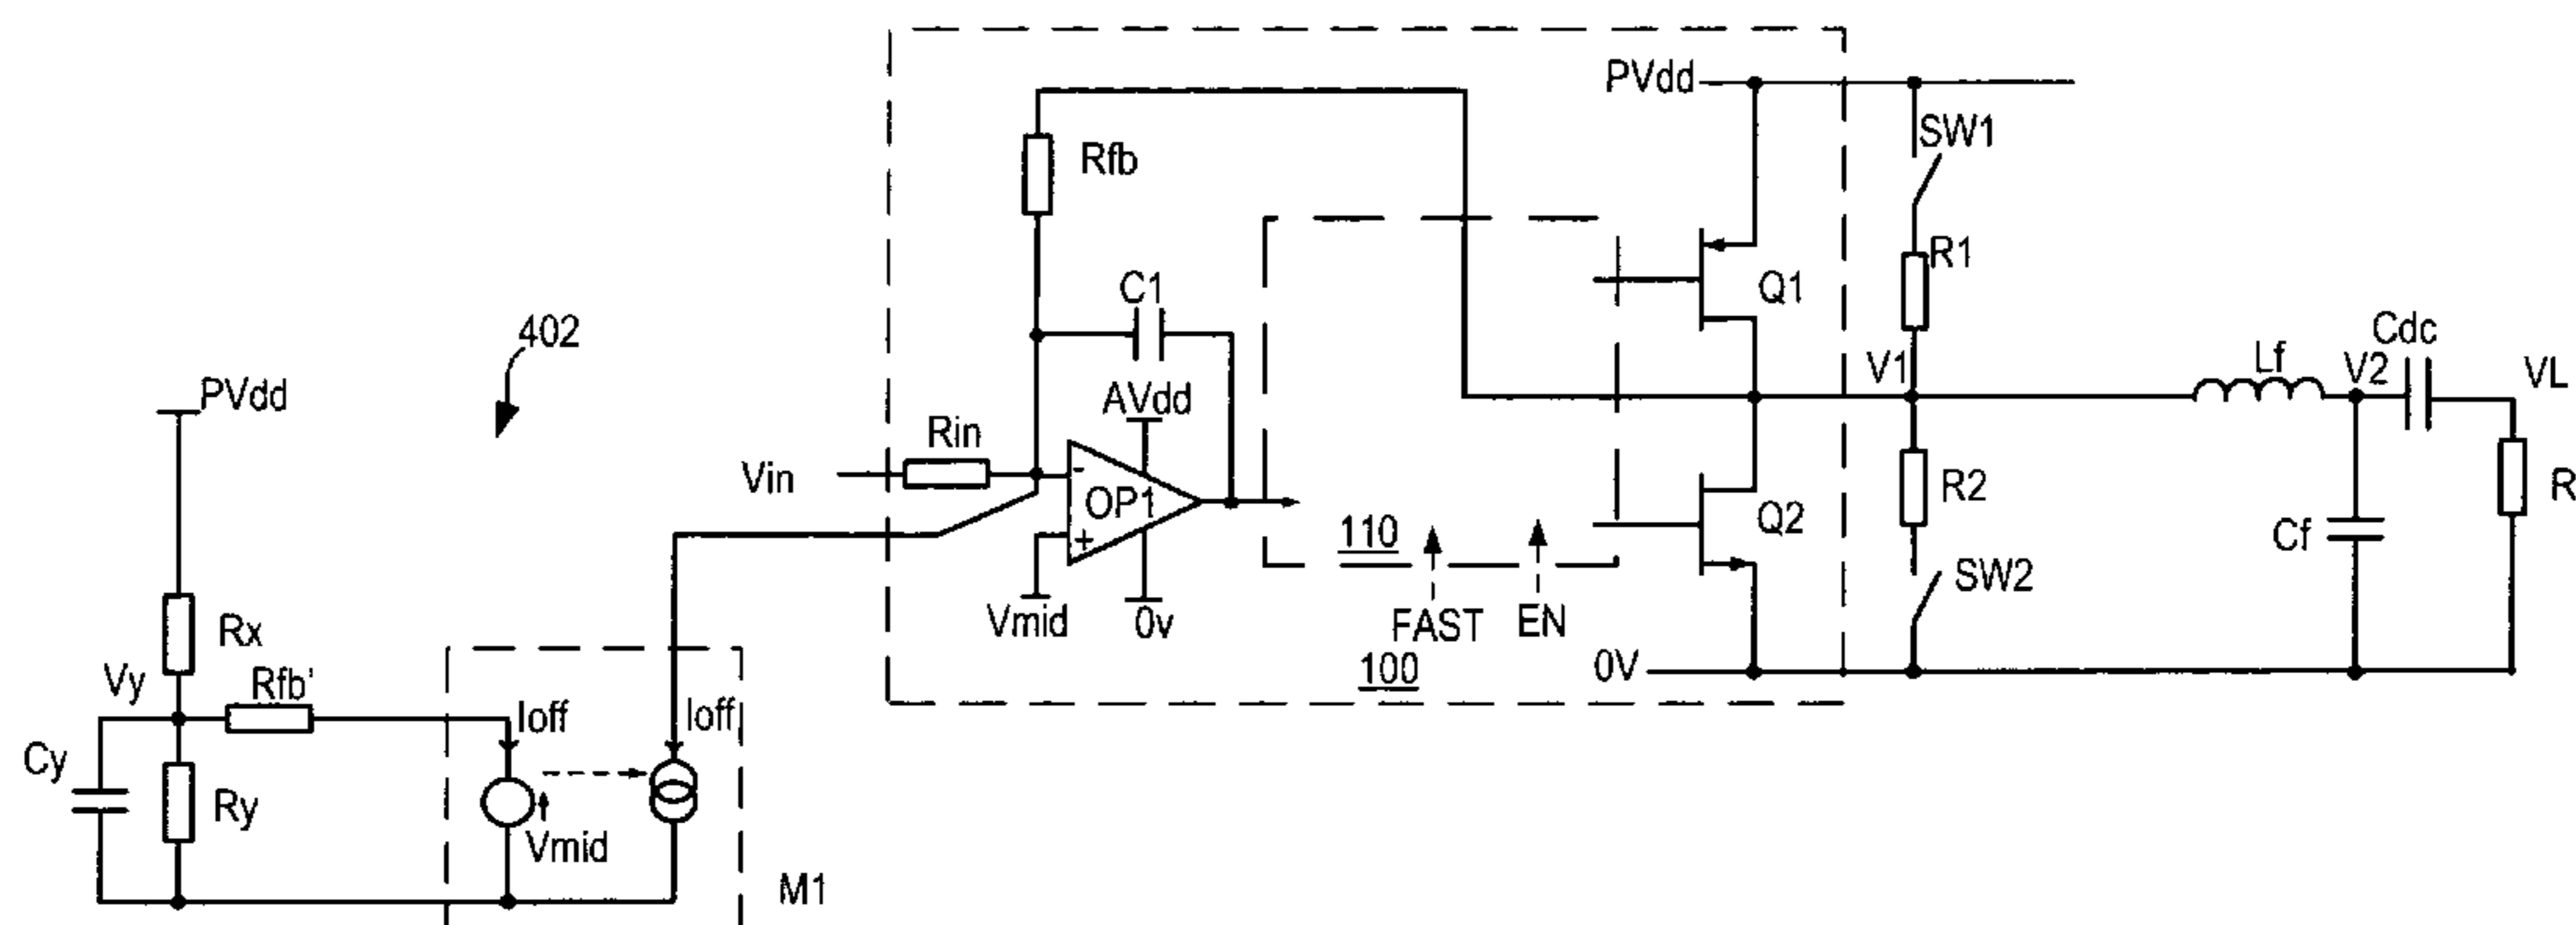 PVdd
SW1
Rfb
R1
Q1
C1
402
Cdc
Lf
V1
V2
VL
PVdd
AVdd
Rin
Vin
-
OP1
+
R2
R
Q2
110
Cf
SW2
Vmid
0v
FAST
EN
Rx
Vy
Rfb'
0V
100
Ioff
Ioff
Cy
Ry
Vmid
M1